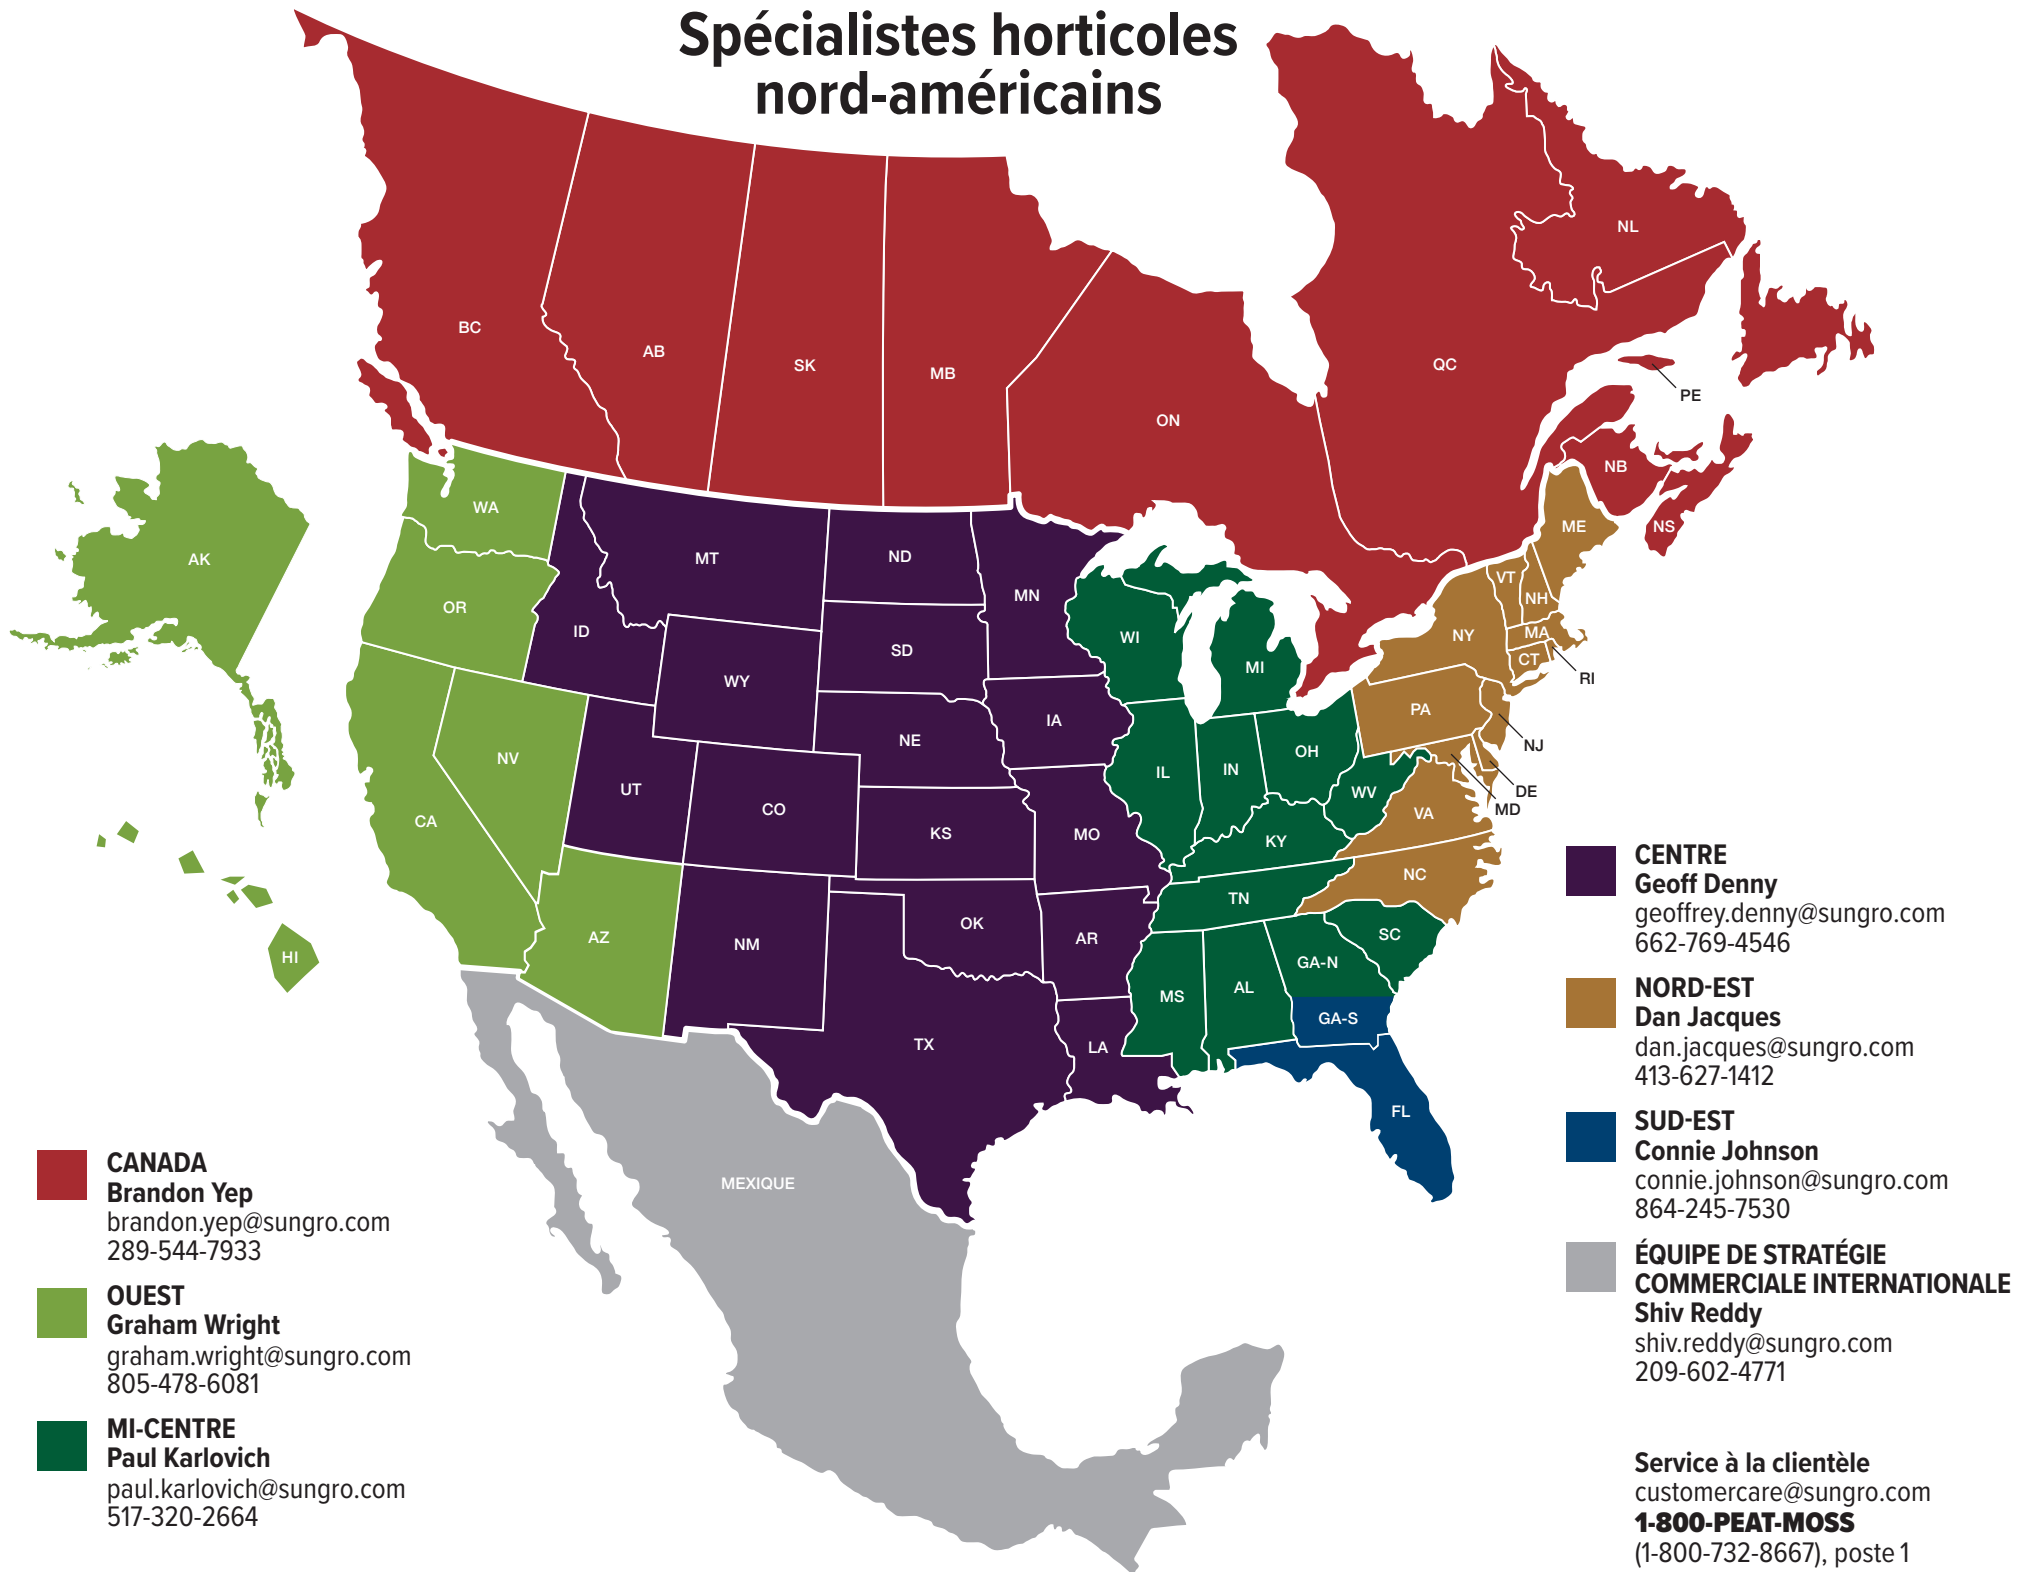 Spécialistes horticoles
nord-américains
BC
AB
SK
MB
ON
QC
NL
PE
NB
NS
AK
HI
WA
OR
CA
NV
AZ
ID
MT
WY
UT
CO
NM
ND
SD
NE
KS
OK
TX
MN
IA
MO
AR
LA
WI
MI
IL
IN
OH
WV
KY
TN
MS
AL
GA-N
SC
GA-S
FL
ME
VT
NH
MA
CT
RI
NY
PA
NJ
DE
MD
VA
NC
MEXIQUE
CANADA
Brandon Yep
brandon.yep@sungro.com
289-544-7933
OUEST
Graham Wright
graham.wright@sungro.com
805-478-6081
MI-CENTRE
Paul Karlovich
paul.karlovich@sungro.com
517-320-2664
CENTRE
Geoff Denny
geoffrey.denny@sungro.com
662-769-4546
NORD-EST
Dan Jacques
dan.jacques@sungro.com
413-627-1412
SUD-EST
Connie Johnson
connie.johnson@sungro.com
864-245-7530
ÉQUIPE DE STRATÉGIE
COMMERCIALE INTERNATIONALE
Shiv Reddy
shiv.reddy@sungro.com
209-602-4771
Service à la clientèle
customercare@sungro.com
1-800-PEAT-MOSS
(1-800-732-8667), poste 1